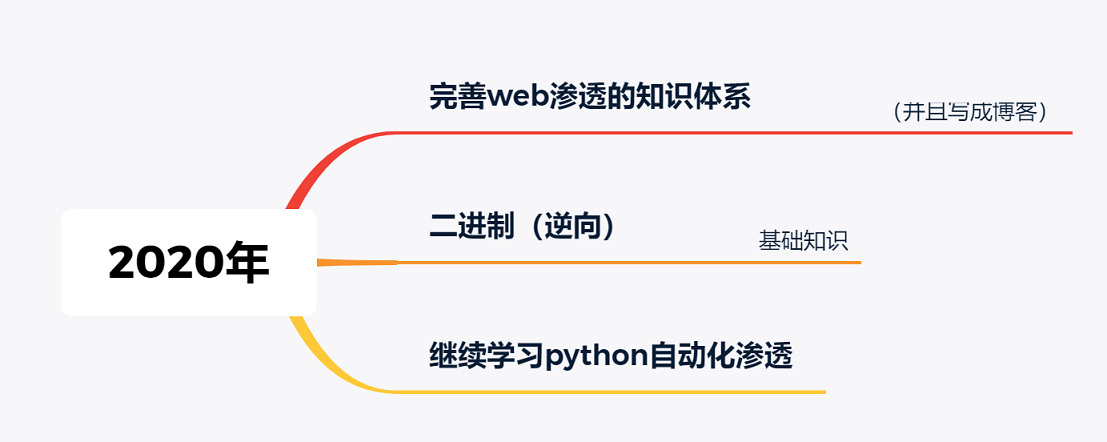 完善web渗透的知识体系
（并且写成博客）
2020年
二进制（逆向）
基础知识
继续学习python自动化渗透